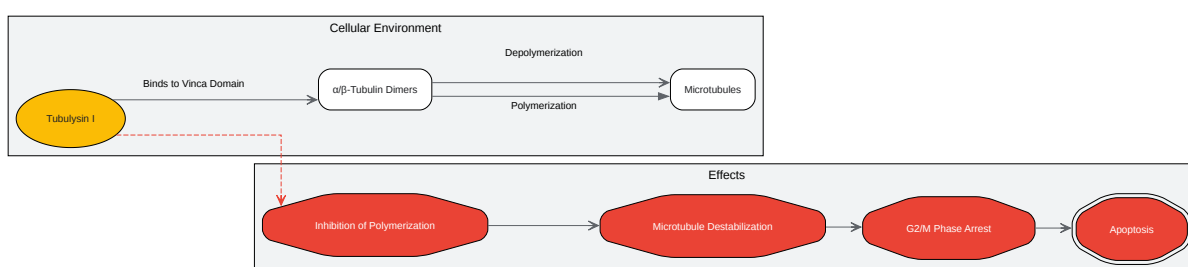 Cellular Environment
Depolymerization
Binds to Vinca Domain
α/β-Tubulin Dimers
Microtubules
Polymerization
Tubulysin I
Effects
Inhibition of Polymerization
Microtubule Destabilization
G2/M Phase Arrest
Apoptosis